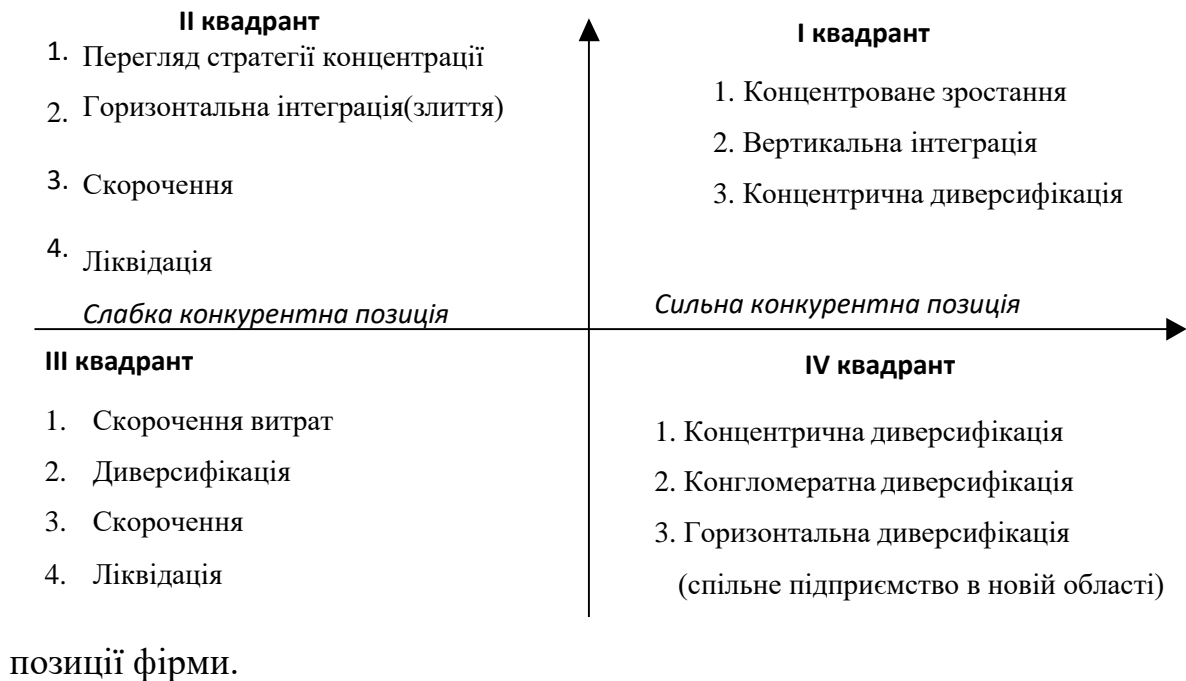 II квадрант
1. Перегляд стратегії концентрації
2. Горизонтальна інтеграція(злиття)
3. Скорочення
4. Ліквідація
Слабка конкурентна позиція
I квадрант
1. Концентроване зростання
2. Вертикальна інтеграція
3. Концентрична диверсифікація
Сильна конкурентна позиція
III квадрант
1. Скорочення витрат
2. Диверсифікація
3. Скорочення
4. Ліквідація
IV квадрант
1. Концентрична диверсифікація
2. Конгломератна диверсифікація
3. Горизонтальна диверсифікація
(спільне підприємство в новій області)
позиції фірми.